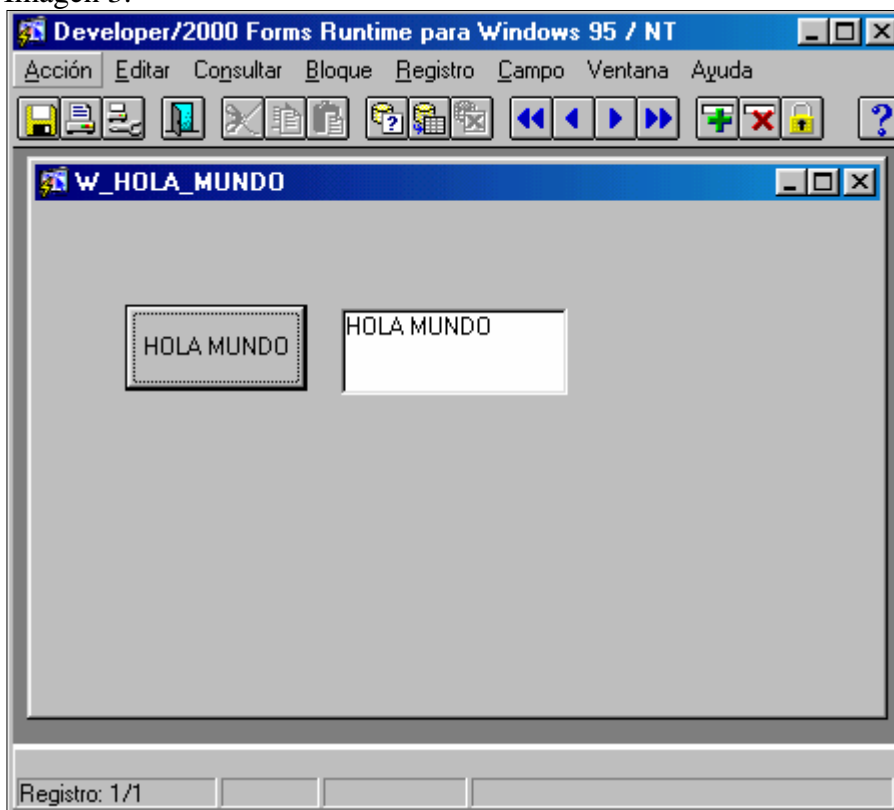 Imagen 3:
Developer/2000 Forms Runtime para Windows 95 / NT
Acción Editar Consultar Bloque Registro Campo Ventana Ayuda
W_HOLA_MUNDO
HOLA MUNDO HOLA MUNDO
Registro: 1/1